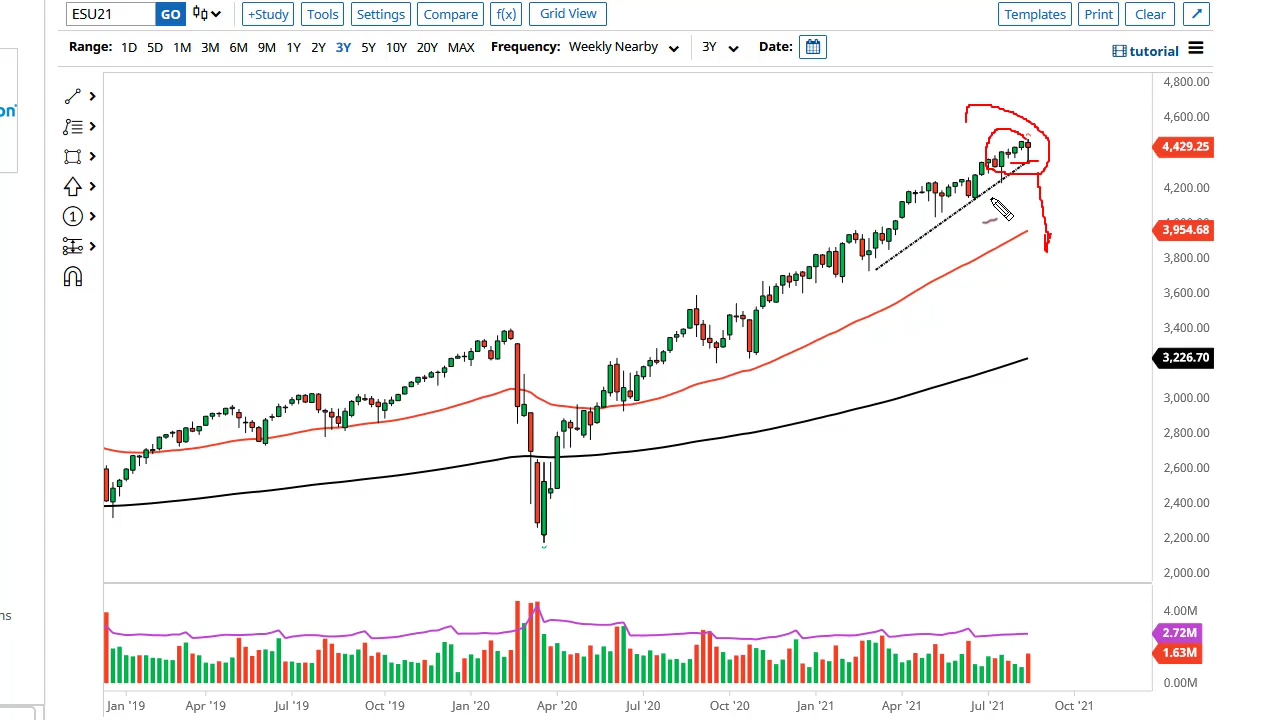 ESU21 GO +Study Tools Settings Compare f(x) Grid View Templates Print Clear
Range: 1D 5D 1M 3M 6M 9M 1Y 2Y 3Y 5Y 10Y 20Y MAX Frequency: Weekly Nearby 3Y Date: tutorial
on
1
ns
4,800.00
4,600.00
4,429.25
4,200.00
3,954.68
3,800.00
3,600.00
3,400.00
3,226.70
3,000.00
2,800.00
2,600.00
2,400.00
2,200.00
2,000.00
4.00M
2.72M
1.63M
0.00M
Jan '19 Apr '19 Jul '19 Oct '19 Jan '20 Apr '20 Jul '20 Oct '20 Jan '21 Apr '21 Jul '21 Oct '21